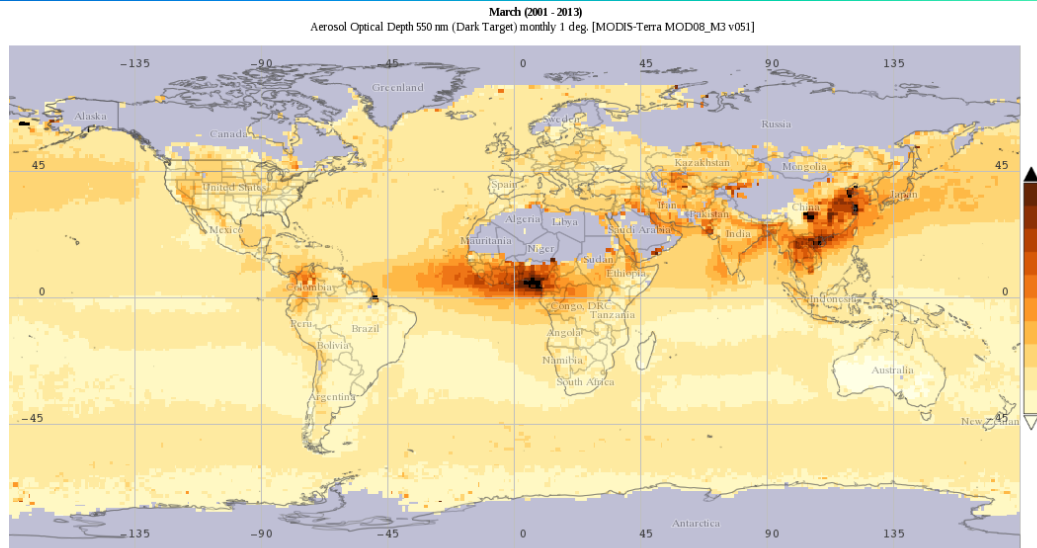 March (2001 - 2013)
Aerosol Optical Depth 550 nm (Dark Target) monthly 1 deg. [MODIS-Terra MOD08_M3 v051]
-135 -90 -45 0 45 90 135
Greenland
Alaska
Sweden
Russia
Canada
45 45
Kazakhstan
Mongolia
United States
Spain
Japan
Iran
China
Pakistan
Algeria
Libya
Mexico
Saudi Arabia
India
Mauritania
Niger
Sudan
Ethiopia
Colombia
0 0
Indonesia
Congo, DRC
Tanzania
Peru
Brazil
Angola
Bolivia
Namibia
Australia
South Africa
Argentina
-45 -45
New Zealan
Antarctica
-135 -90 -45 0 45 90 135